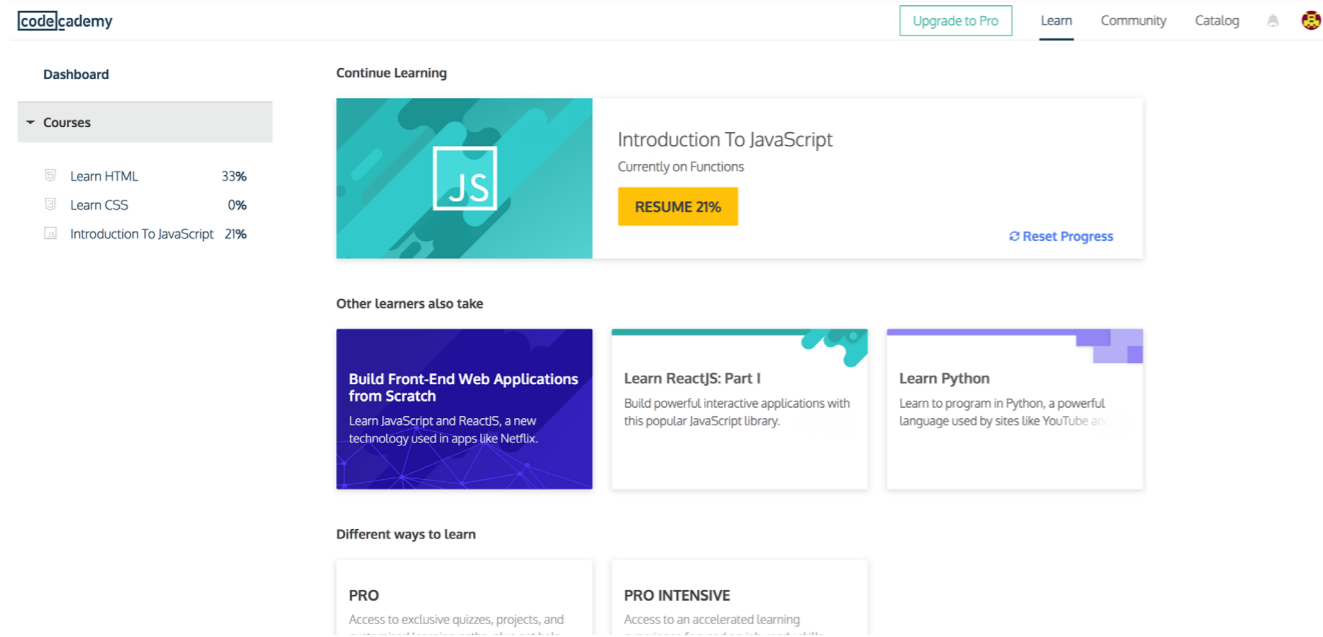 codecademy
Upgrade to Pro
Learn
Community
Catalog
Dashboard
Courses
Learn HTML 33%
Learn CSS 0%
Introduction To JavaScript 21%
Continue Learning
JS
Introduction To JavaScript
Currently on Functions
RESUME 21%
Reset Progress
Other learners also take
Build Front-End Web Applications
from Scratch
Learn JavaScript and ReactJS, a new
technology used in apps like Netflix.
Learn ReactJS: Part I
Build powerful interactive applications with
this popular JavaScript library.
Learn Python
Learn to program in Python, a powerful
language used by sites like YouTube
Different ways to learn
PRO
Access to exclusive quizzes, projects, and
PRO INTENSIVE
Access to an accelerated learning